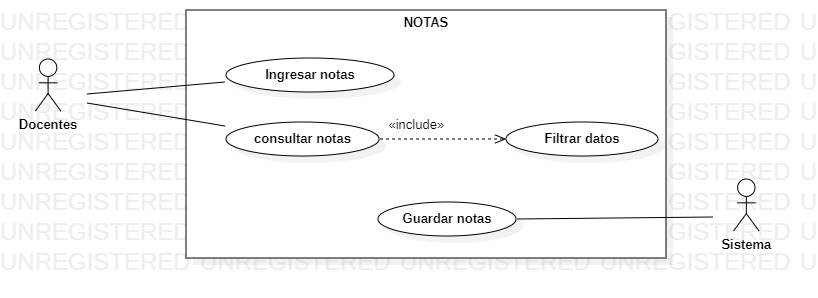 NOTAS
Ingresar notas
Docentes
consultar notas
«include»
Filtrar datos
Guardar notas
Sistema
UNREGISTERED UNREGISTERED UNREGISTERED UNREGISTERED U